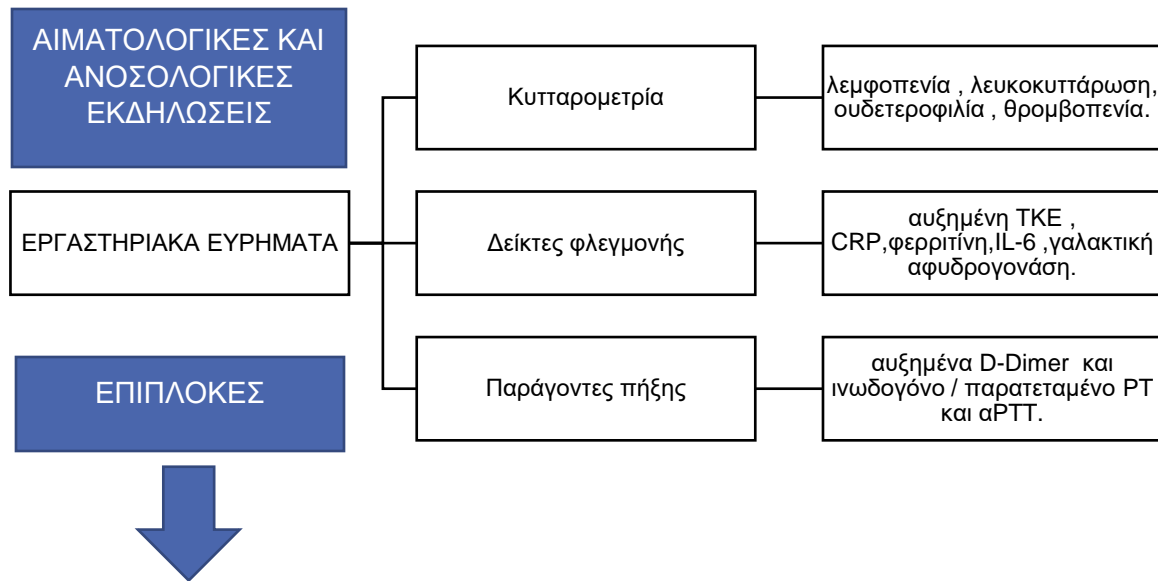 ΑΙΜΑΤΟΛΟΓΙΚΕΣ ΚΑΙ
ΑΝΟΣΟΛΟΓΙΚΕΣ
ΕΚΔΗΛΩΣΕΙΣ
ΕΡΓΑΣΤΗΡΙΑΚΑ ΕΥΡΗΜΑΤΑ
Κυτταρομετρία
λεμφοπενία , λευκοκυττάρωση,
ουδετεροφιλία , θρομβοπενία.
Δείκτες φλεγμονής
αυξημένη ΤΚΕ ,
CRP,φερριτίνη,IL-6 ,γαλακτική
αφυδρογονάση.
Παράγοντες πήξης
αυξημένα D-Dimer και
ινωδογόνο / παρατεταμένο PT
και αPTT.
ΕΠΙΠΛΟΚΕΣ